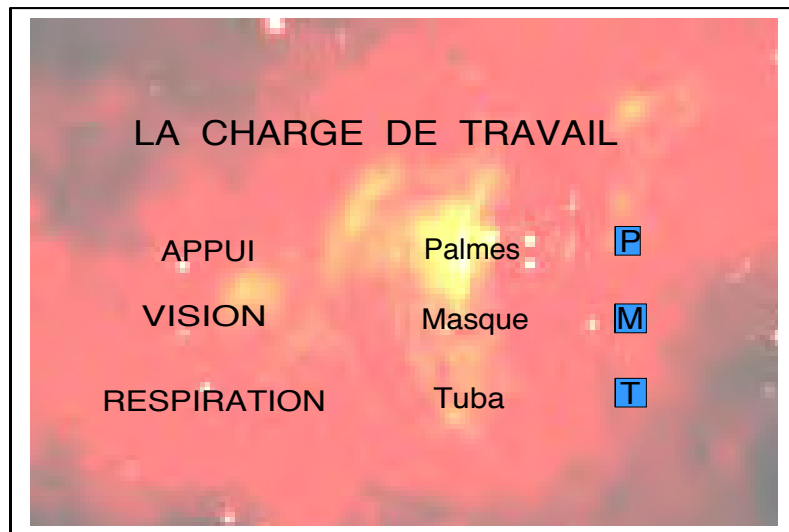 LA CHARGE DE TRAVAIL
APPUI Palmes P
VISION Masque M
RESPIRATION Tuba T